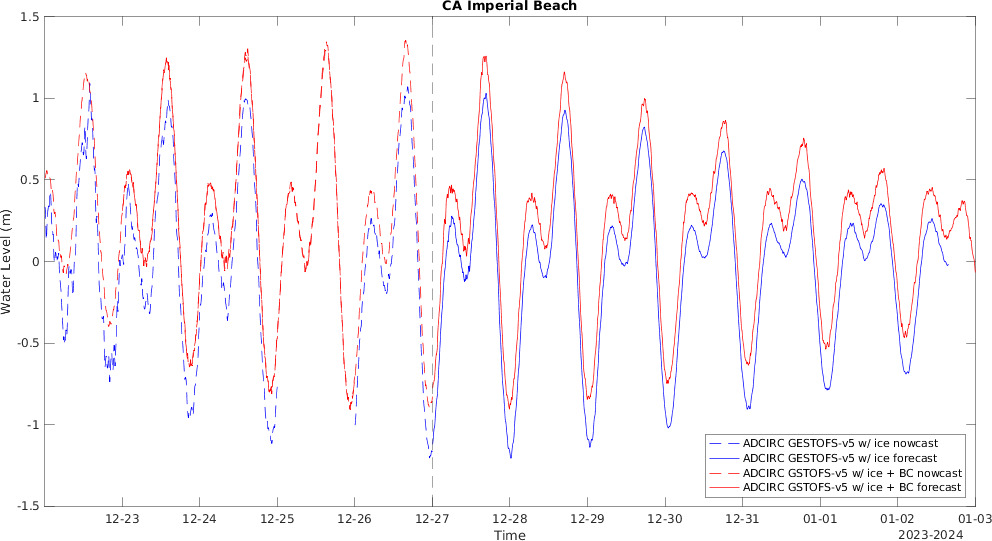 CA Imperial Beach
1.5
1
0.5
0
-0.5
-1
-1.5
Water Level (m)
12-23 12-24 12-25 12-26 12-27 12-28 12-29 12-30 12-31 01-01 01-02 01-03
Time
2023-2024
ADCIRC GESTOFS-v5 w/ ice nowcast
ADCIRC GESTOFS-v5 w/ ice forecast
ADCIRC GSTOFS-v5 w/ ice + BC nowcast
ADCIRC GSTOFS-v5 w/ ice + BC forecast